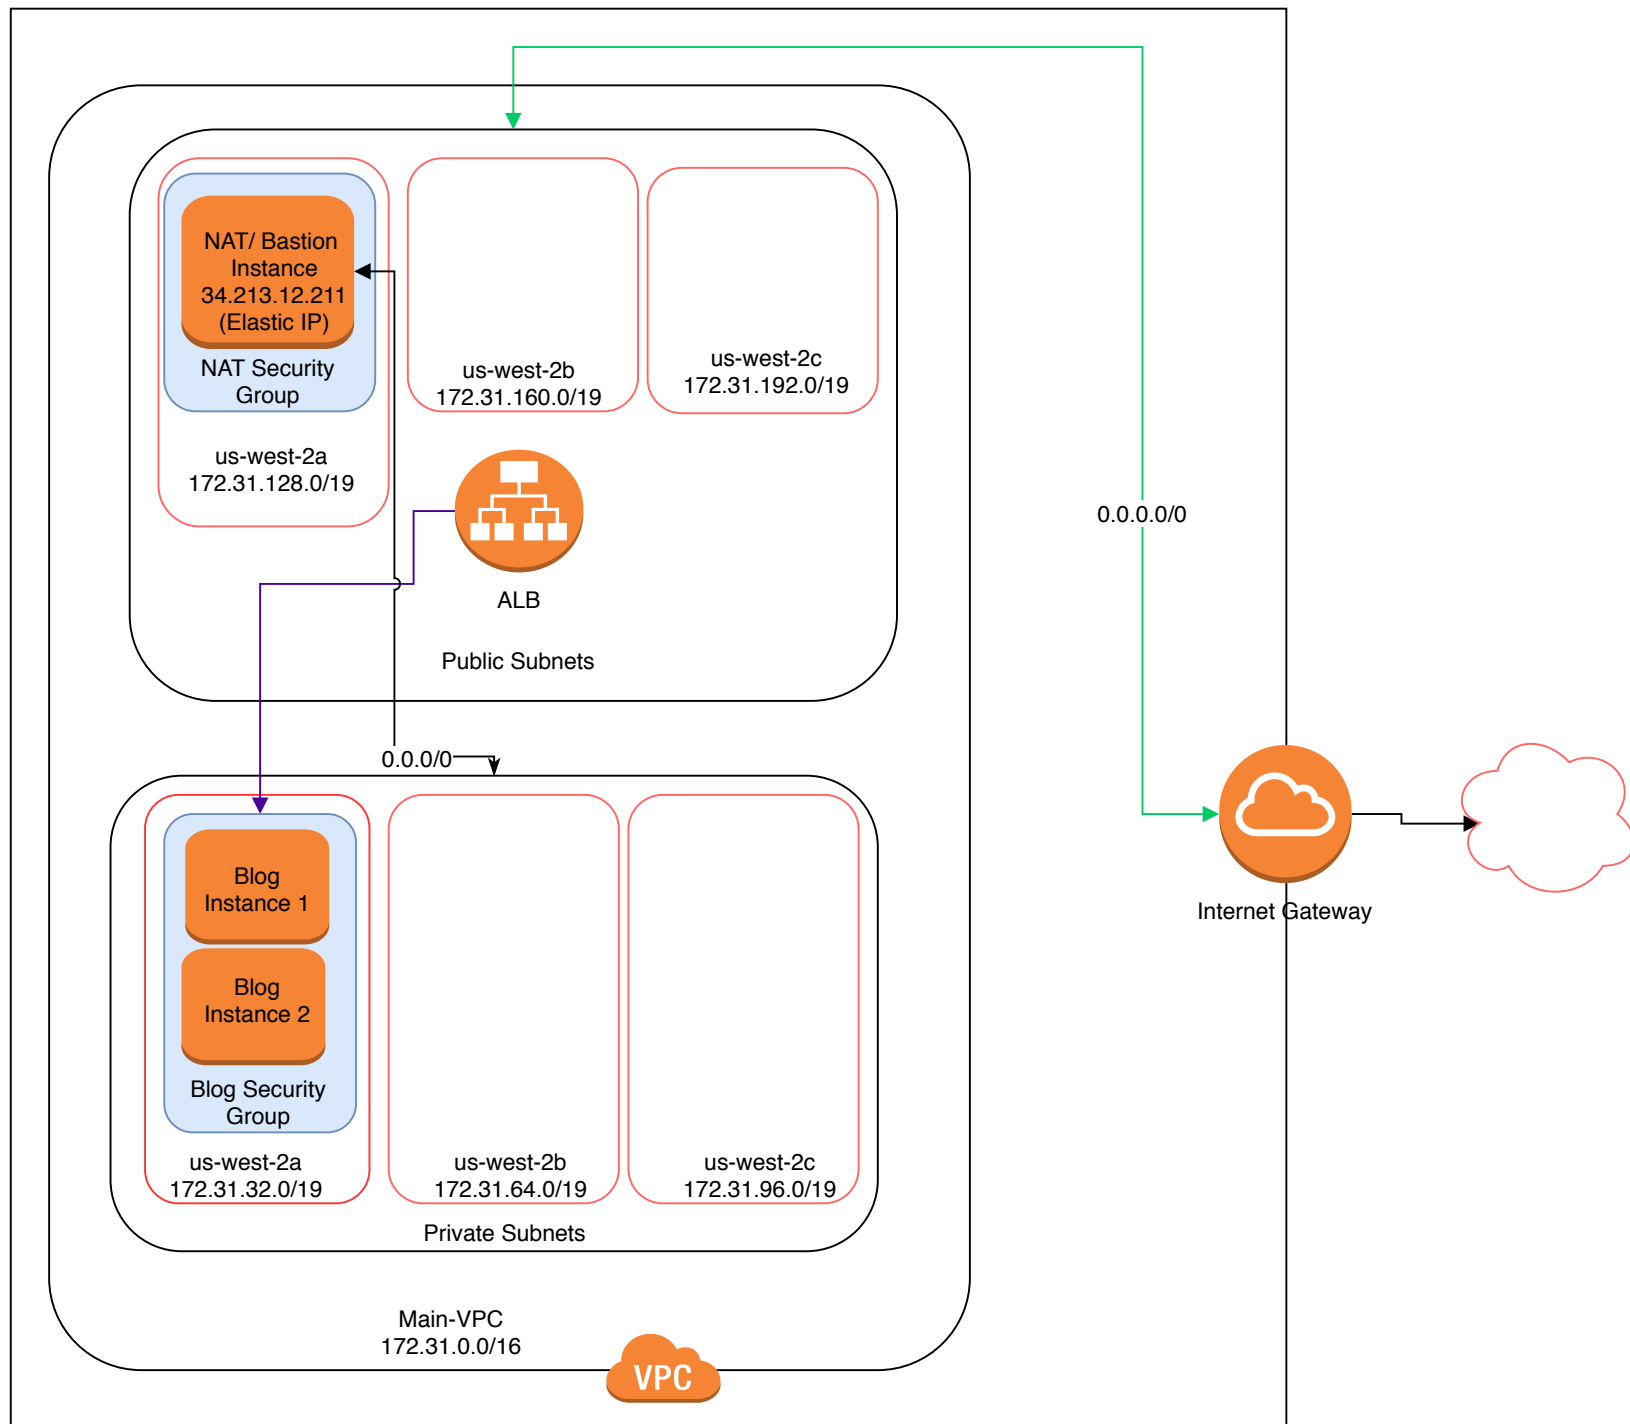 NAT/ Bastion
Instance
34.213.12.211
(Elastic IP)
NAT Security
Group
us-west-2a
172.31.128.0/19
us-west-2b
172.31.160.0/19
us-west-2c
172.31.192.0/19
ALB
Public Subnets
0.0.0.0/0
0.0.0/0
Blog
Instance 1
Blog
Instance 2
Blog Security
Group
us-west-2a
172.31.32.0/19
us-west-2b
172.31.64.0/19
us-west-2c
172.31.96.0/19
Private Subnets
Internet Gateway
Main-VPC
172.31.0.0/16
VPC